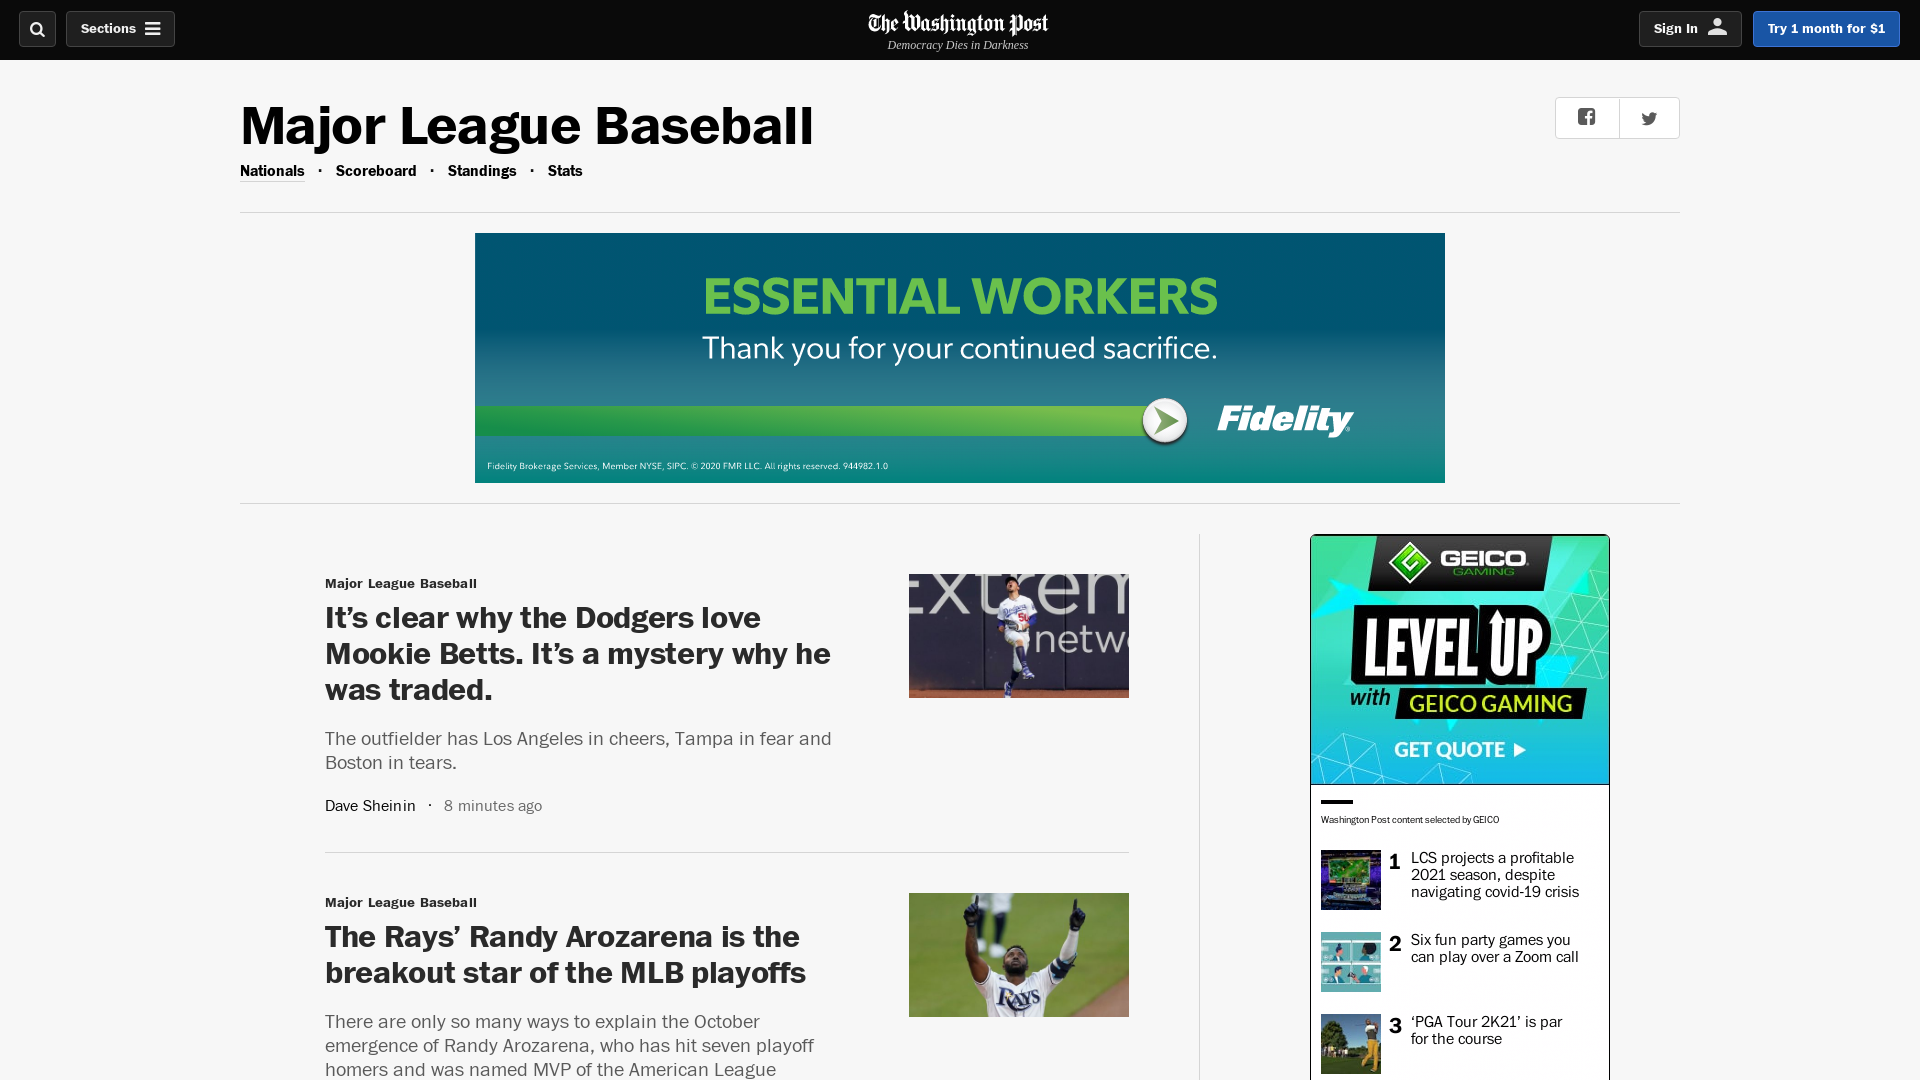 Sections
The Washington Post
Democracy Dies in Darkness
Sign In
Try 1 month for $1
Major League Baseball
Nationals · Scoreboard · Standings · Stats
ESSENTIAL WORKERS
Thank you for your continued sacrifice.
Fidelity
Fidelity Brokerage Services, Member NYSE, SIPC. © 2020 FMR LLC. All rights reserved. 944982.1.0
Major League Baseball
It’s clear why the Dodgers love
Mookie Betts. It’s a mystery why he
was traded.
The outfielder has Los Angeles in cheers, Tampa in fear and
Boston in tears.
Dave Sheinin · 8 minutes ago
Extrem
netw
Dodgers
50
Major League Baseball
The Rays’ Randy Arozarena is the
breakout star of the MLB playoffs
There are only so many ways to explain the October
emergence of Randy Arozarena, who has hit seven playoff
homers and was named MVP of the American League
RAYS
GEICO
GAMING
LEVEL UP
with GEICO GAMING
GET QUOTE
Washington Post content selected by GEICO
1 LCS projects a profitable
2021 season, despite
navigating covid-19 crisis
2 Six fun party games you
can play over a Zoom call
3 ‘PGA Tour 2K21’ is par
for the course